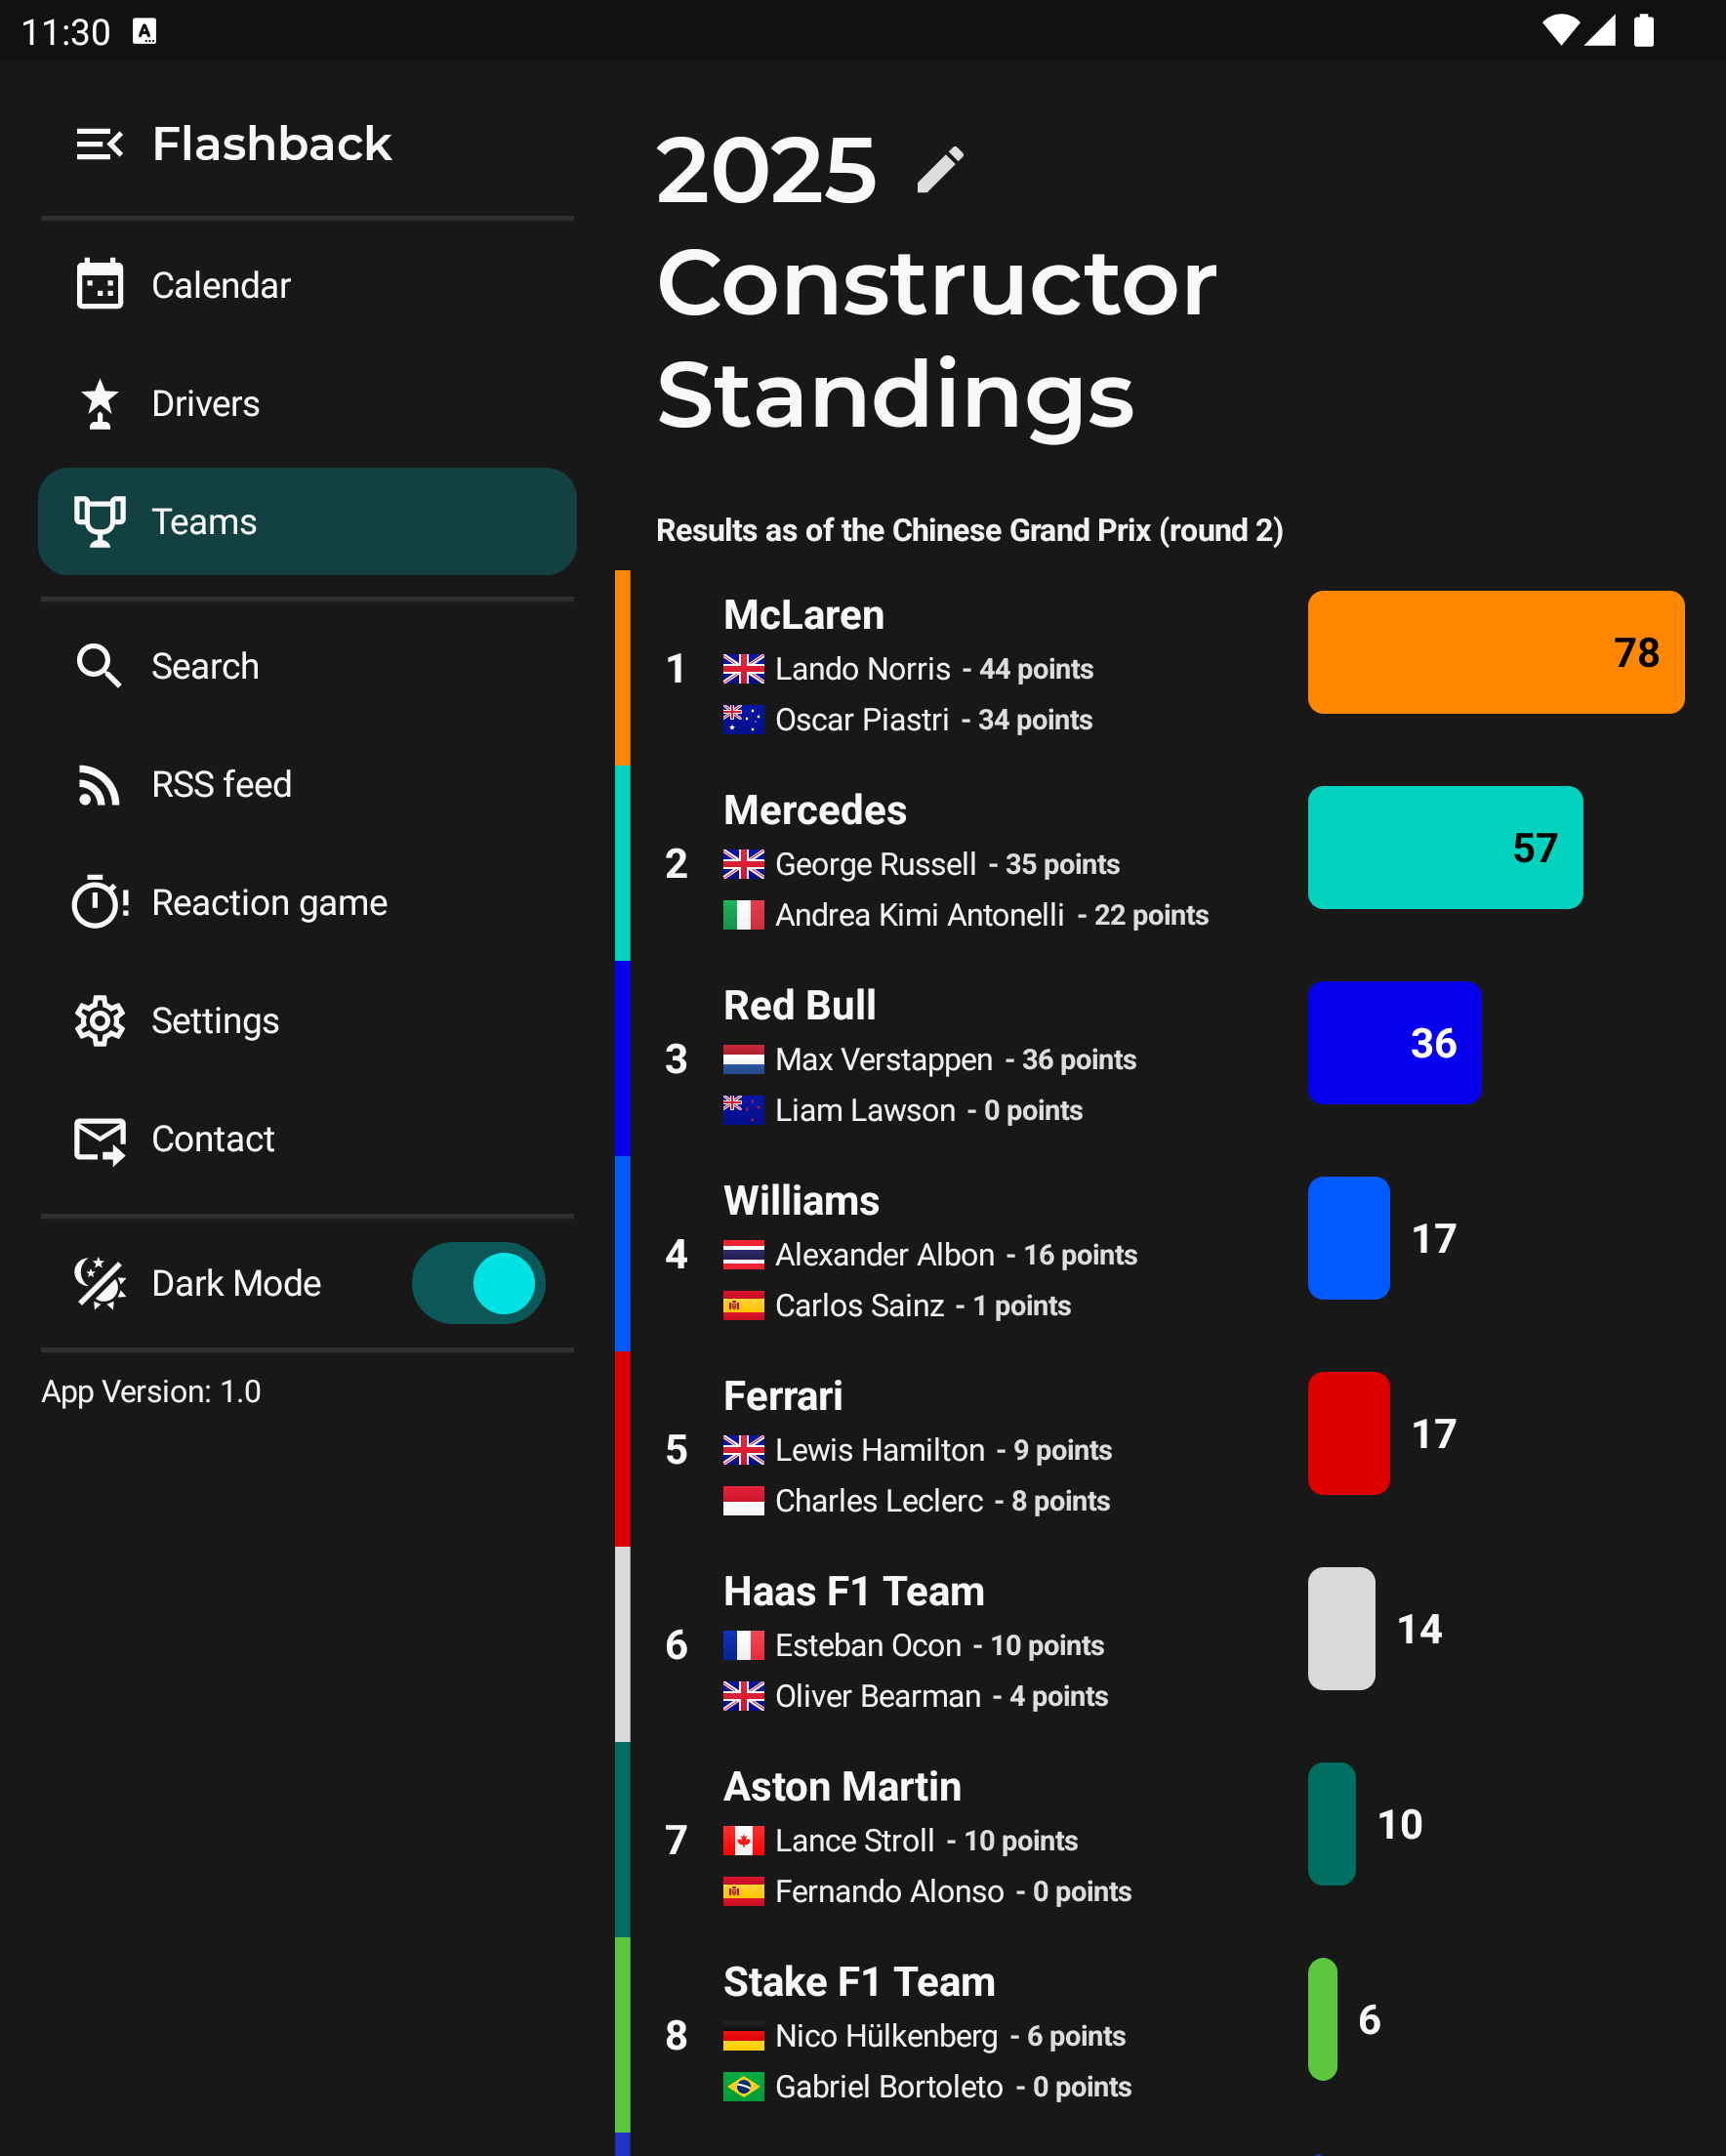 11:30
Flashback
Calendar
Drivers
Teams
Search
RSS feed
Reaction game
Settings
Contact
Dark Mode
App Version: 1.0
2025
Constructor
Standings
Results as of the Chinese Grand Prix (round 2)
1
McLaren
Lando Norris - 44 points
Oscar Piastri - 34 points
78
2
Mercedes
George Russell - 35 points
Andrea Kimi Antonelli - 22 points
57
3
Red Bull
Max Verstappen - 36 points
Liam Lawson - 0 points
36
4
Williams
Alexander Albon - 16 points
Carlos Sainz - 1 points
17
5
Ferrari
Lewis Hamilton - 9 points
Charles Leclerc - 8 points
17
6
Haas F1 Team
Esteban Ocon - 10 points
Oliver Bearman - 4 points
14
7
Aston Martin
Lance Stroll - 10 points
Fernando Alonso - 0 points
10
8
Stake F1 Team
Nico Hülkenberg - 6 points
Gabriel Bortoleto - 0 points
6